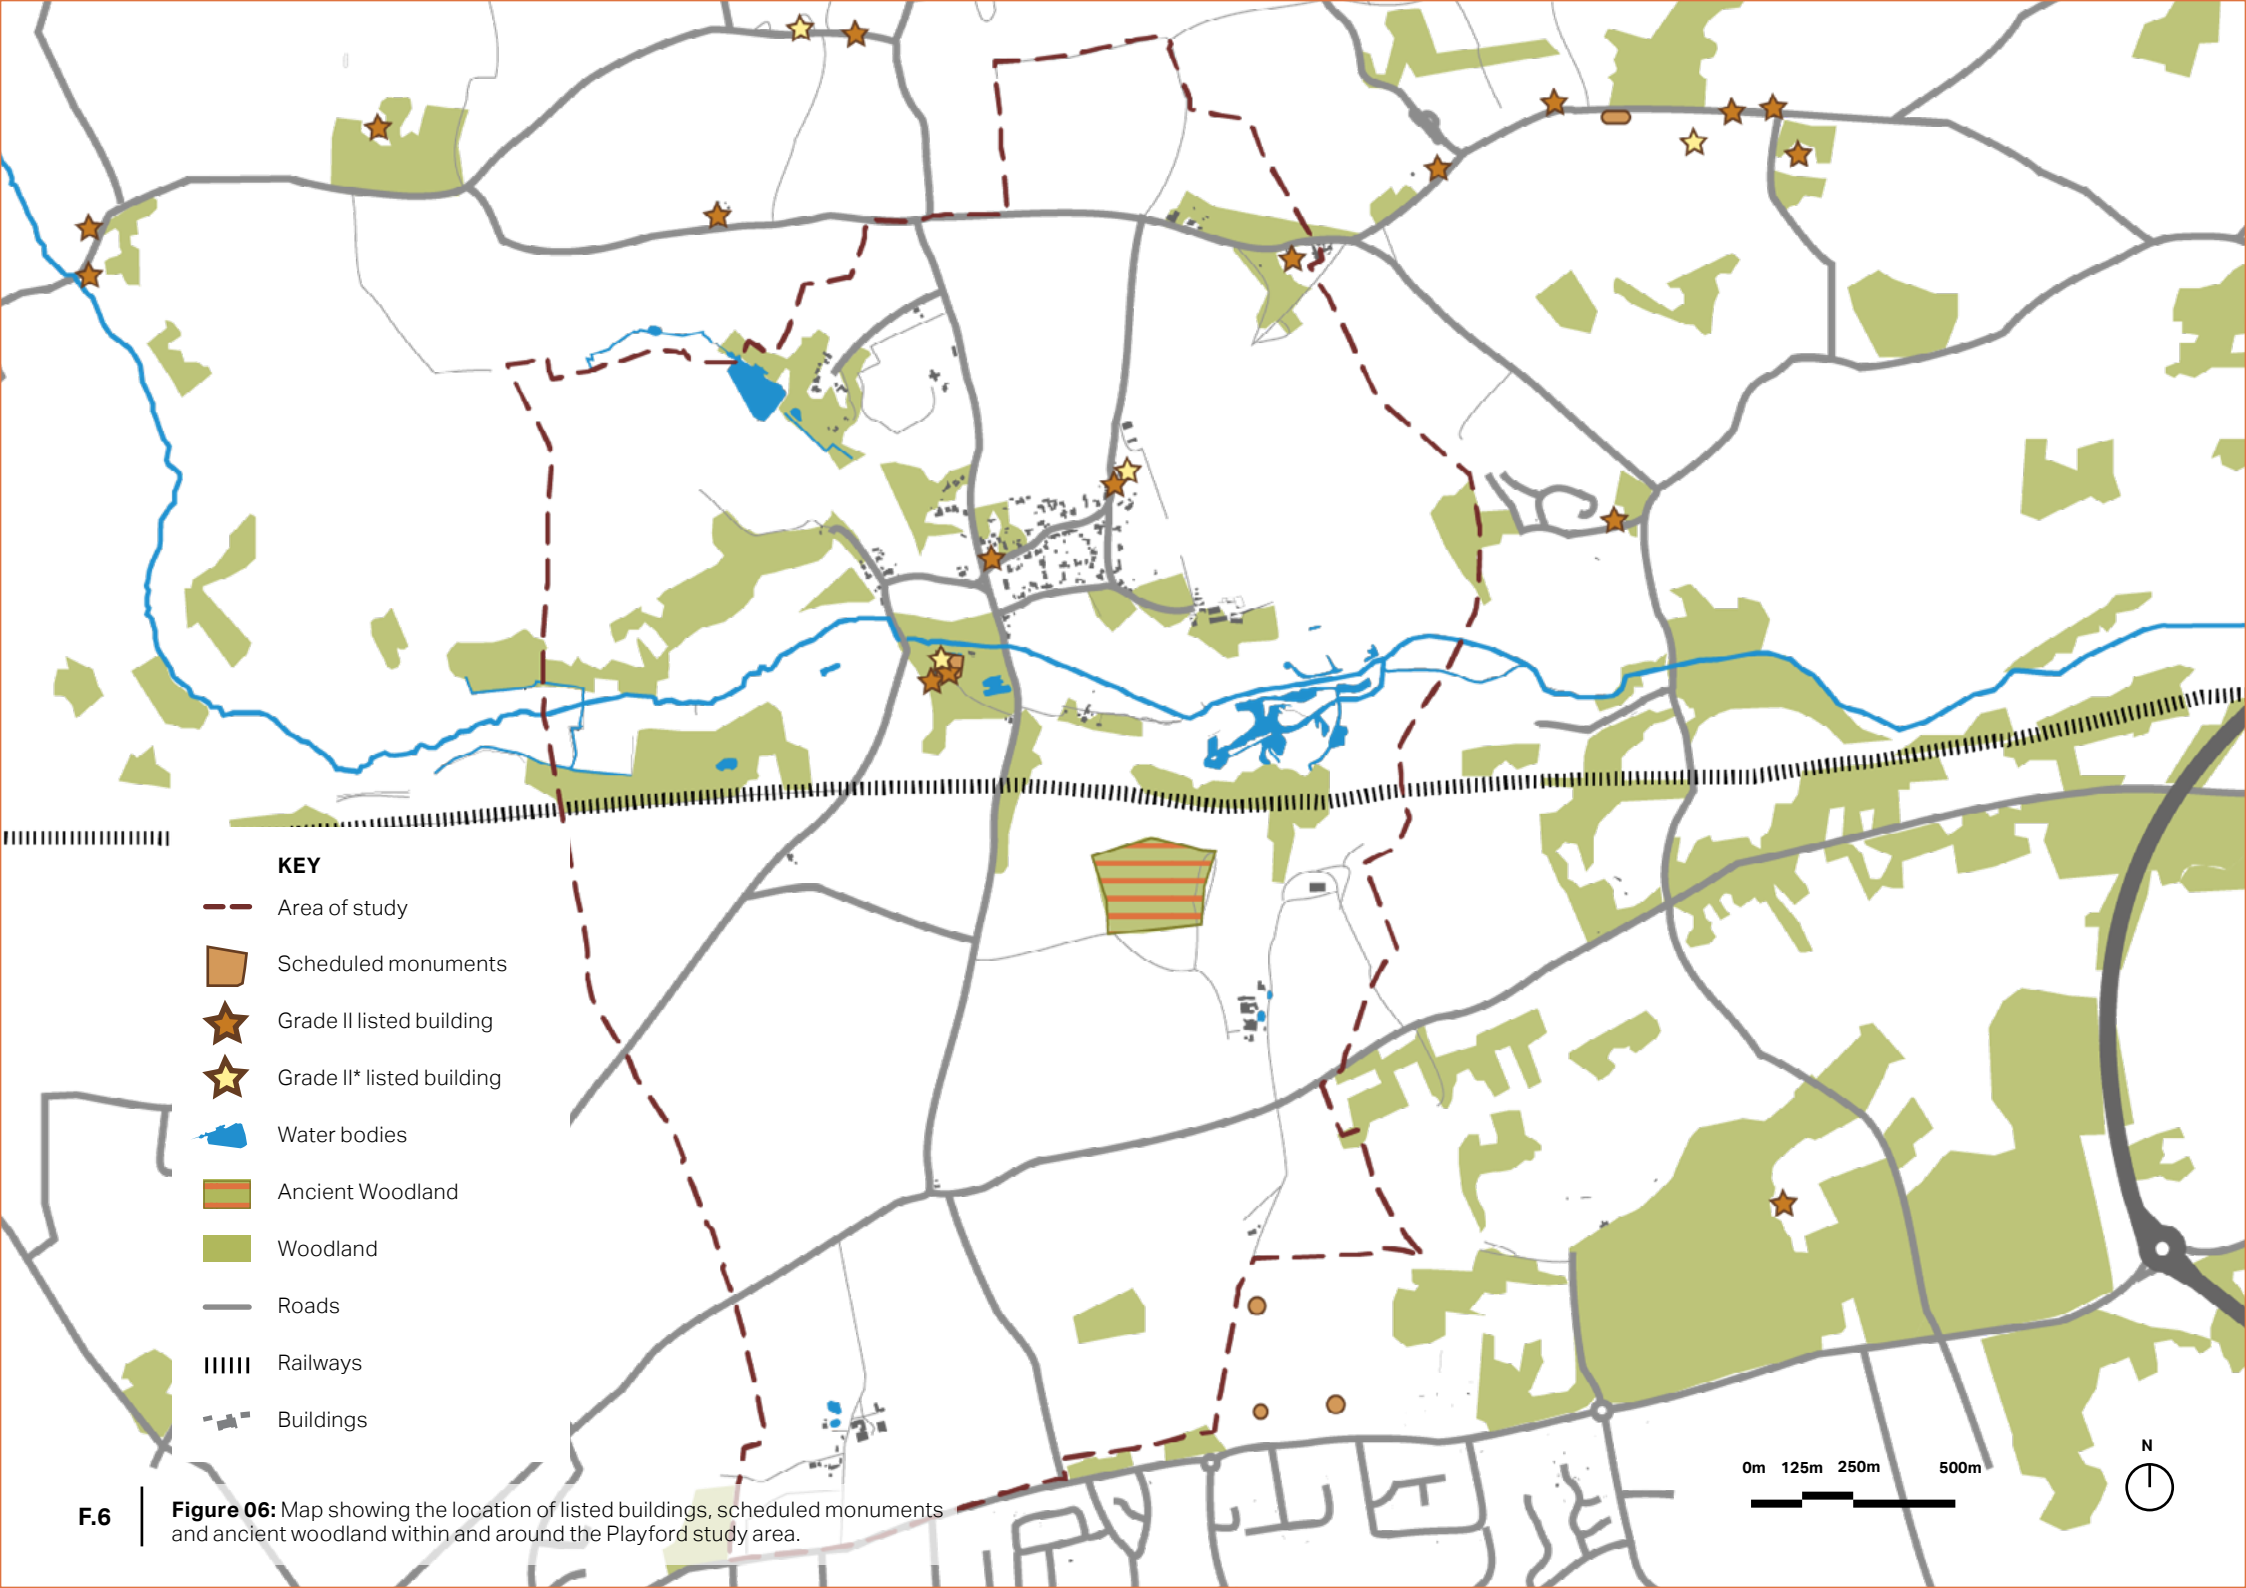 KEY
Area of study
Scheduled monuments
Grade II listed building
Grade II* listed building
Water bodies
Ancient Woodland
Woodland
Roads
Railways
Buildings
0m 125m 250m 500m
N
F.6
Figure 06: Map showing the location of listed buildings, scheduled monuments
and ancient woodland within and around the Playford study area.